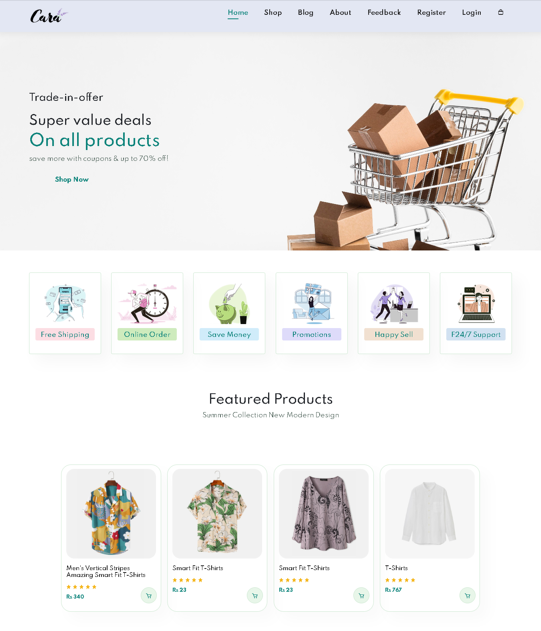 Cara
Home Shop Blog About Feedback Register Login
Trade-in-offer
Super value deals
On all products
save more with coupons & up to 70% off!
Shop Now
Free Shipping
Online Order
Save Money
Promotions
Happy Sell
F24/7 Support
Featured Products
Summer Collection New Modern Design
Men's Vertical Stripes
Amazing Smart Fit T-Shirts
Rs 340
Smart Fit T-Shirts
Rs 23
Smart Fit T-Shirts
Rs 23
T-Shirts
Rs 767